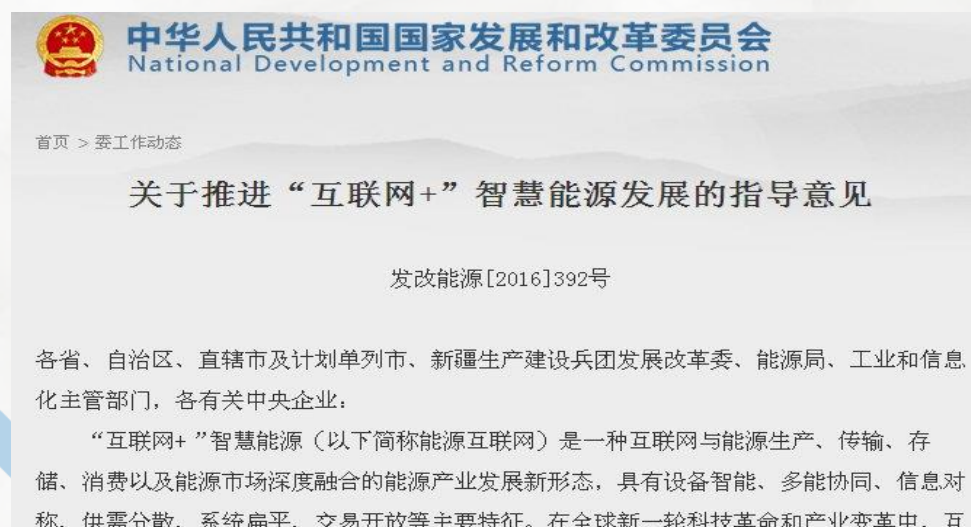 中华人民共和国国家发展和改革委员会
National Development and Reform Commission
首页 > 委工作动态
关于推进“互联网+”智慧能源发展的指导意见
发改能源[2016]392号
各省、自治区、直辖市及计划单列市、新疆生产建设兵团发展改革委、能源局、工业和信息
化主管部门，各有关中央企业：
“互联网+”智慧能源（以下简称能源互联网）是一种互联网与能源生产、传输、存
储、消费以及能源市场深度融合的能源产业发展新形态，具有设备智能、多能协同、信息对
称、供需分散、系统扁平、交易开放等主要特征。在全球新一轮科技革命和产业变革中，互